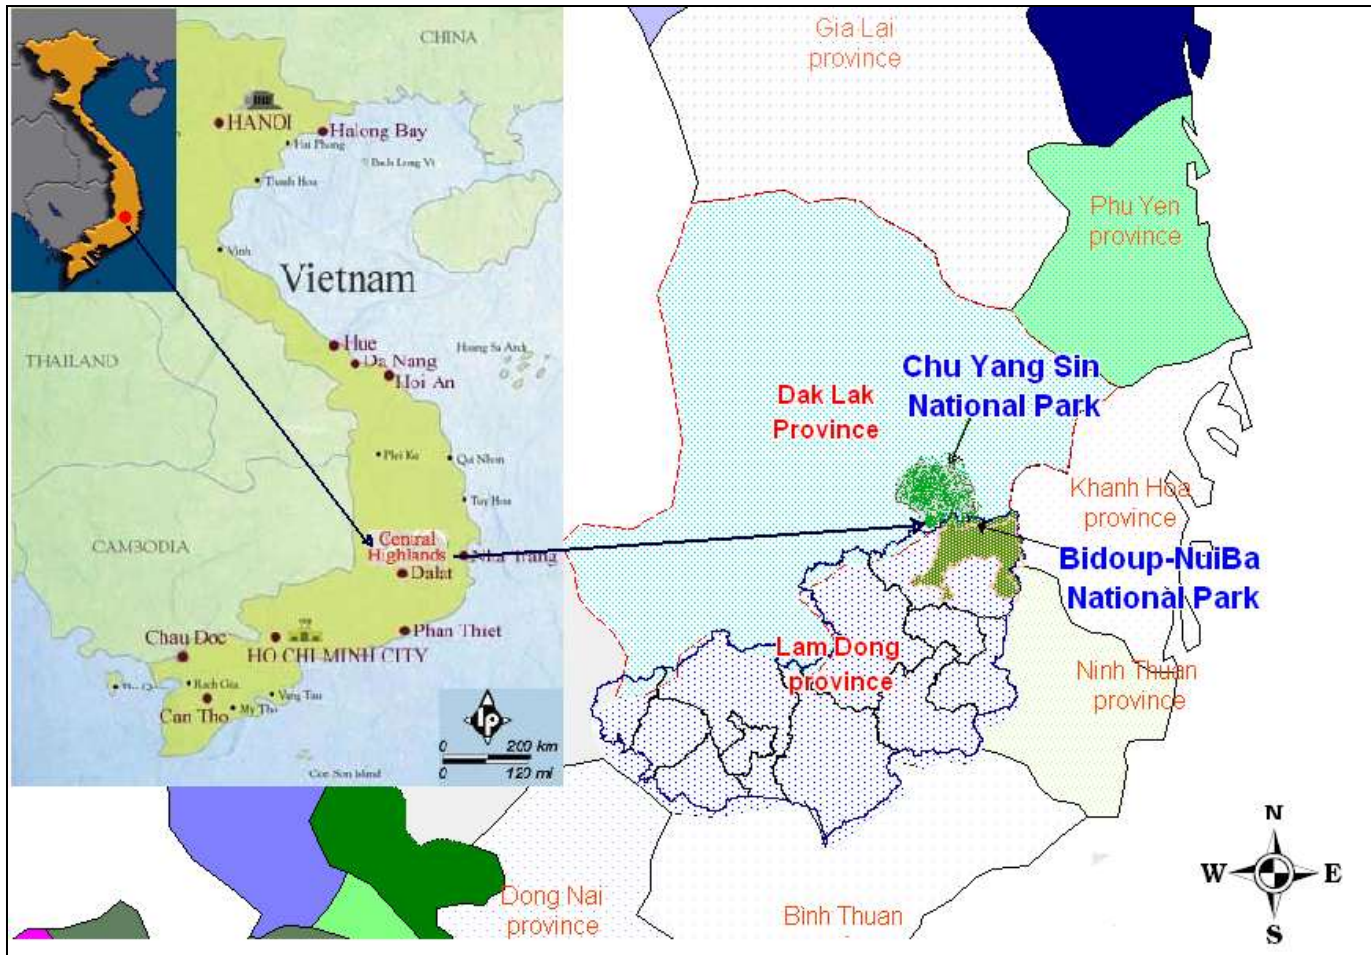 CHINA
HANOI
Halong Bay
Hai Phong
Bach Long Vi
Thanh Hoa
Vinh
Vietnam
THAILAND
Hue
Da Nang
Hoi An
Hoang Sa Arch
Plei Ku
Qui Nhon
Tuy Hoa
CAMBODIA
Central
Highlands
Nha Trang
Dalat
Chau Doc
Phan Thiet
HO CHI MINH CITY
Rach Gia
Vung Tau
Can Tho
My Tho
Con Son Island
lp
0 200 km
0 120 mi
Gia Lai
province
Phu Yen
province
Chu Yang Sin
National Park
Dak Lak
Province
Khanh Hoa
province
Bidoup-NuiBa
National Park
Lam Dong
province
Ninh Thuan
province
Dong Nai
province
Binh Thuan
N
W E
S